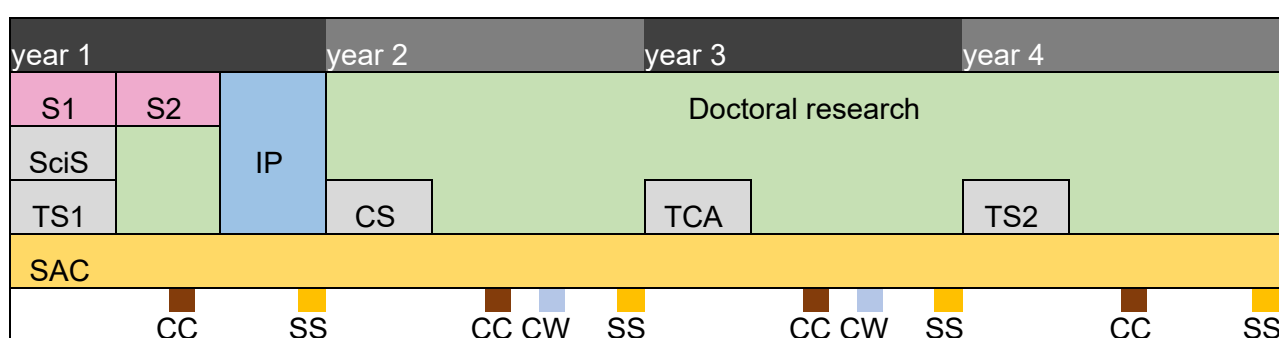 year 1 year 2 year 3 year 4
S1 S2 Doctoral research
SciS IP
TS1 CS TCA TS2
SAC
CC SS CC CW SS CC CW SS CC SS